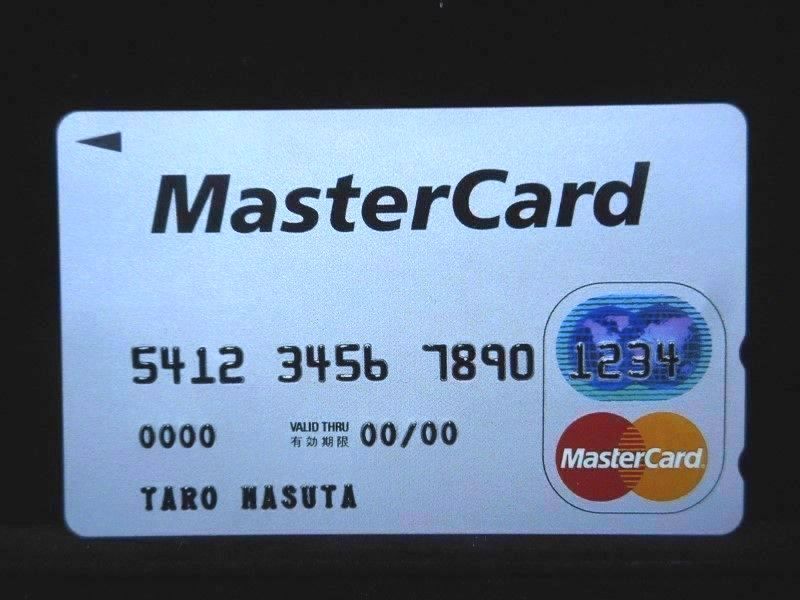 MasterCard
5412 3456 7890 1234
0000 VALID THRU 00/00
有効期限
TARO MASUTA
MasterCard